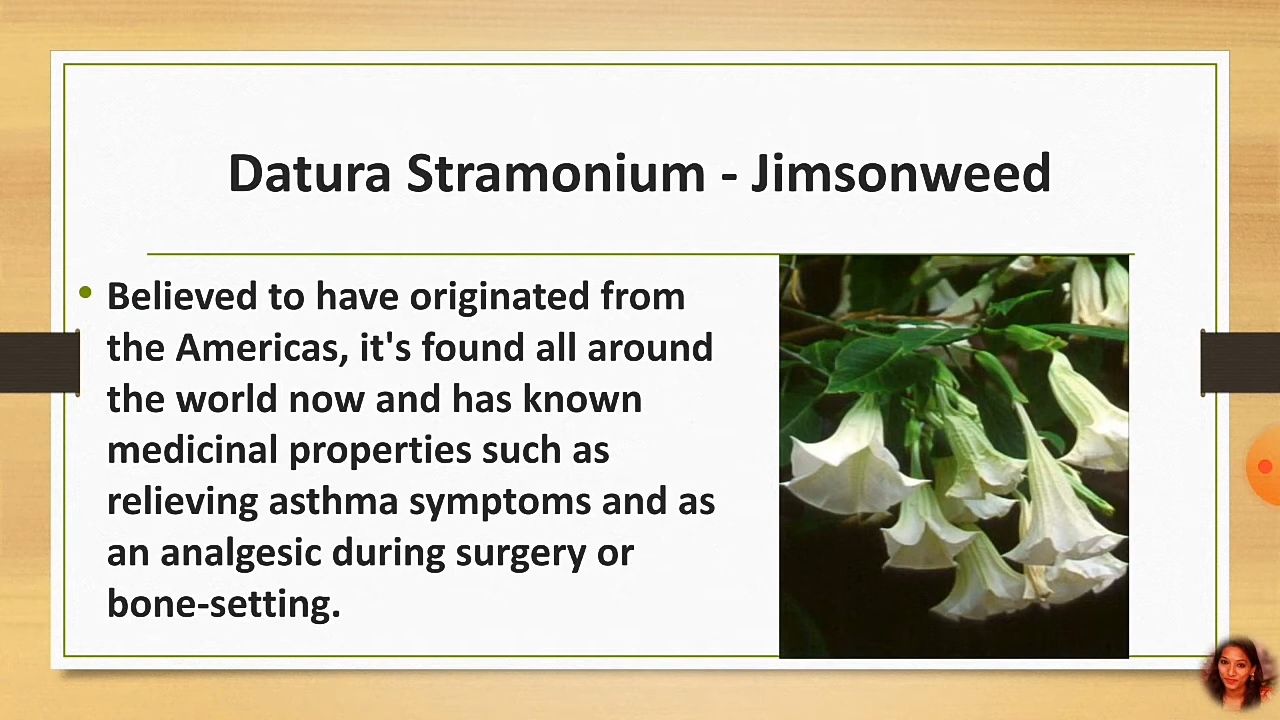 Datura Stramonium - Jimsonweed
• Believed to have originated from
the Americas, it's found all around
the world now and has known
medicinal properties such as
relieving asthma symptoms and as
an analgesic during surgery or
bone-setting.